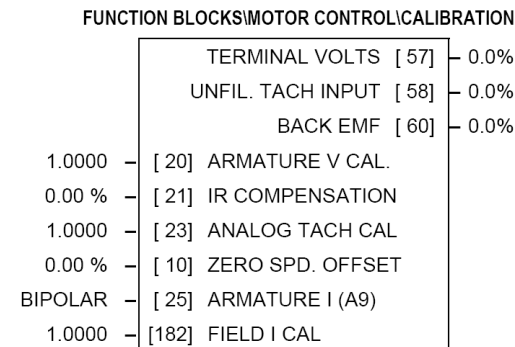 FUNCTION BLOCKS\MOTOR CONTROL\CALIBRATION
TERMINAL VOLTS [ 57] – 0.0%
UNFIL. TACH INPUT [ 58] – 0.0%
BACK EMF [ 60] – 0.0%
1.0000 – [ 20] ARMATURE V CAL.
0.00 % – [ 21] IR COMPENSATION
1.0000 – [ 23] ANALOG TACH CAL
0.00 % – [ 10] ZERO SPD. OFFSET
BIPOLAR – [ 25] ARMATURE I (A9)
1.0000 – [182] FIELD I CAL